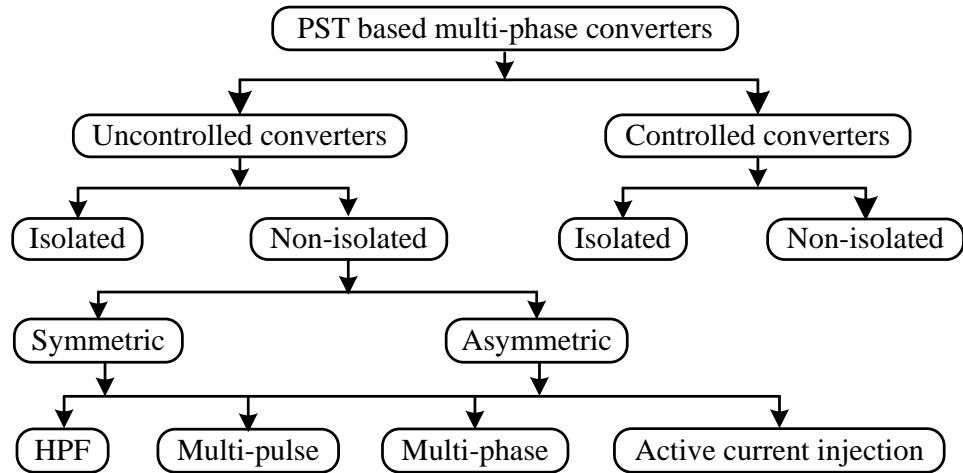 PST based multi-phase converters
Uncontrolled converters
Controlled converters
Isolated
Non-isolated
Isolated
Non-isolated
Symmetric
Asymmetric
HPF
Multi-pulse
Multi-phase
Active current injection